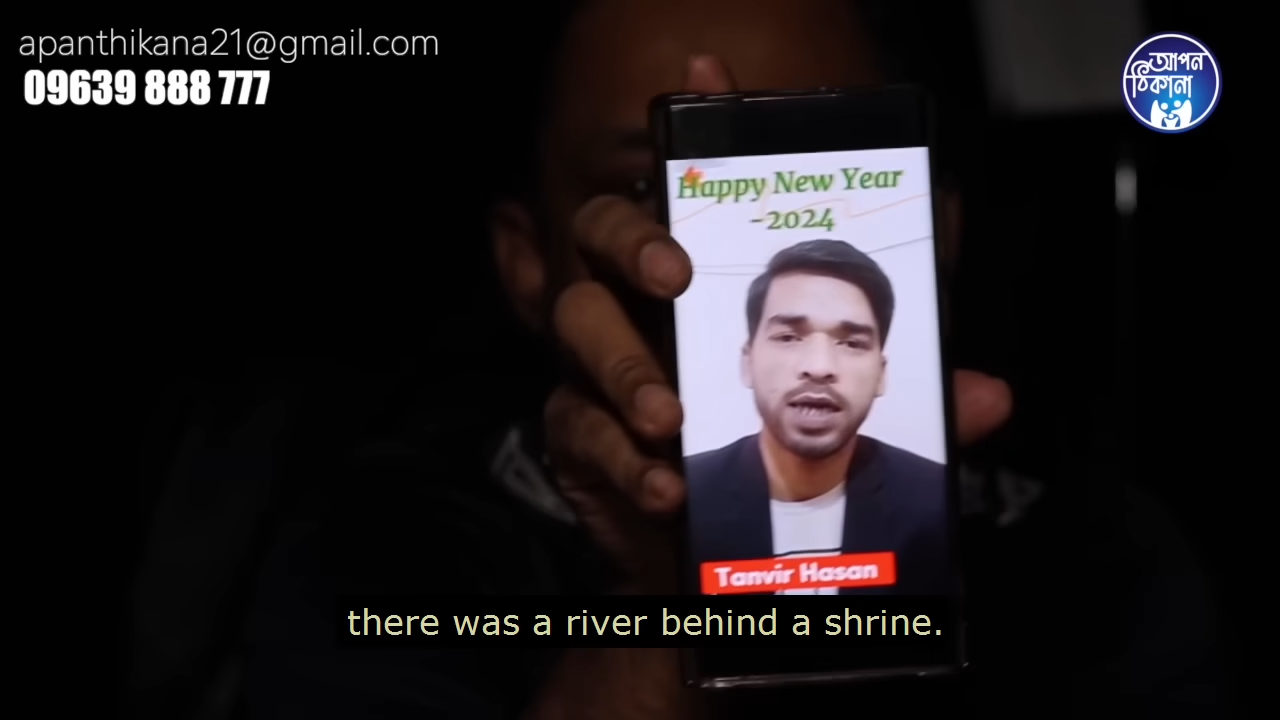 apanthikana21@gmail.com
09639 888 777
আপন
ঠিকানা
Happy New Year
-2024
Tanvir Hasan
there was a river behind a shrine.